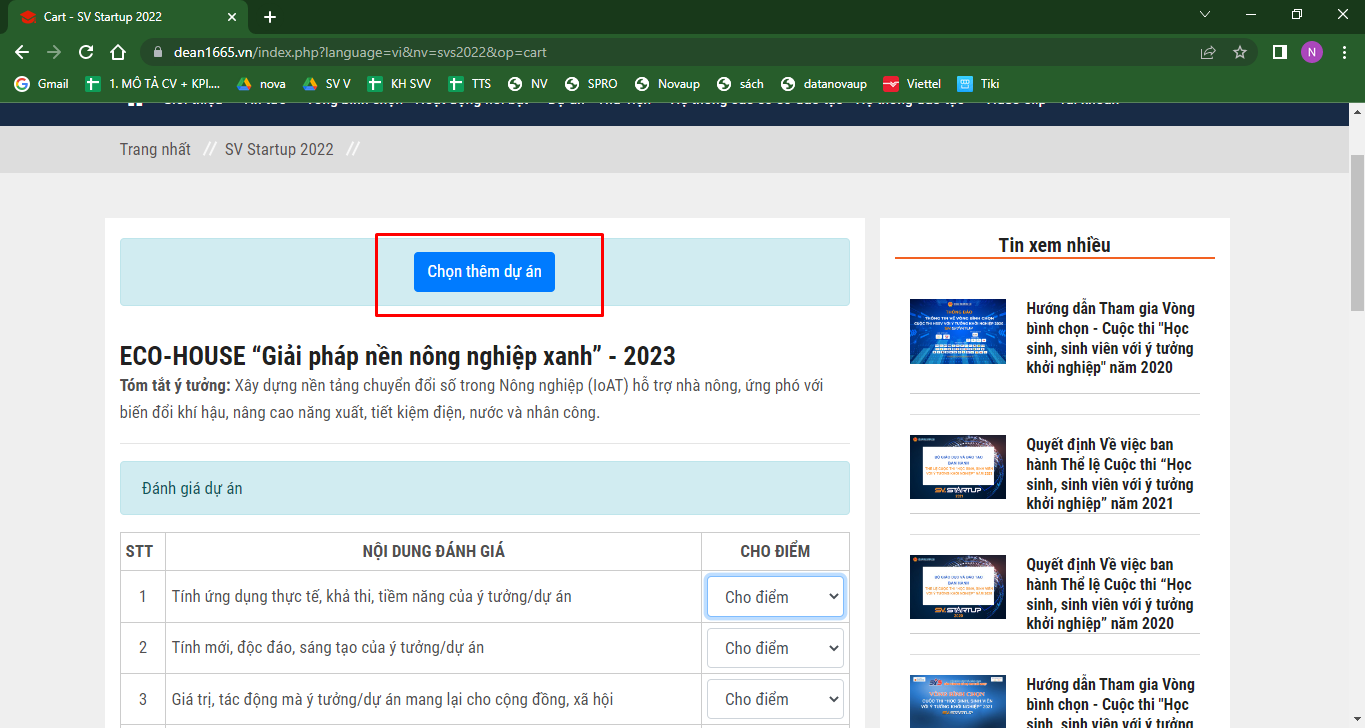 Cart - SV Startup 2022
dean1665.vn/index.php?language=vi&nv=svs2022&op=cart
N
Gmail 1. MÔ TẢ CV + KPI.... nova SV V KH SVV TTS NV SPRO Novaup sách datanovaup Viettel Tiki
Trang nhất // SV Startup 2022 //
Chọn thêm dự án
ECO-HOUSE “Giải pháp nền nông nghiệp xanh” - 2023
Tóm tắt ý tưởng: Xây dựng nền tảng chuyển đổi số trong Nông nghiệp (IoAT) hỗ trợ nhà nông, ứng phó với
biến đổi khí hậu, nâng cao năng xuất, tiết kiệm điện, nước và nhân công.
Đánh giá dự án
STT NỘI DUNG ĐÁNH GIÁ CHO ĐIỂM
1 Tính ứng dụng thực tế, khả thi, tiềm năng của ý tưởng/dự án Cho điểm
2 Tính mới, độc đáo, sáng tạo của ý tưởng/dự án Cho điểm
3 Giá trị, tác động mà ý tưởng/dự án mang lại cho cộng đồng, xã hội Cho điểm
Tin xem nhiều
Hướng dẫn Tham gia Vòng
bình chọn - Cuộc thi "Học
sinh, sinh viên với ý tưởng
khởi nghiệp" năm 2020
Quyết định Về việc ban
hành Thể lệ Cuộc thi “Học
sinh, sinh viên với ý tưởng
khởi nghiệp” năm 2021
Quyết định Về việc ban
hành Thể lệ Cuộc thi “Học
sinh, sinh viên với ý tưởng
khởi nghiệp” năm 2020
Hướng dẫn Tham gia Vòng
bình chọn - Cuộc thi "Học
sinh, sinh viên với ý tưởng